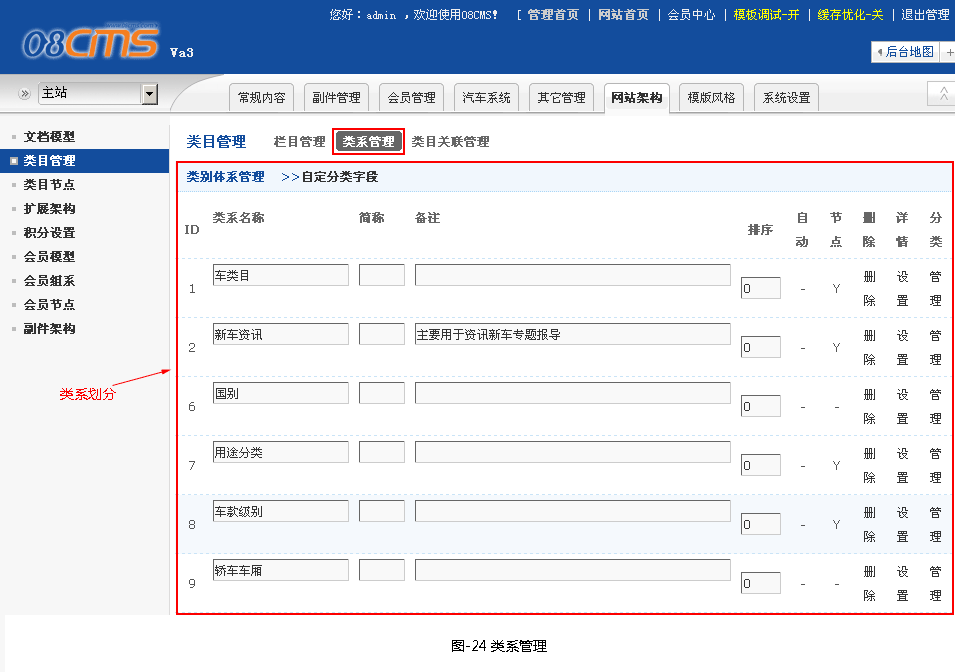 您好：admin ，欢迎使用08CMS！ [ 管理首页 | 网站首页 | 会员中心 | 模板调试-开 | 缓存优化-关 | 退出管理
08CMS Va3
后台地图 +
» 主站
常规内容 副件管理 会员管理 汽车系统 其它管理 网站架构 模版风格 系统设置
文档模型
类目管理
类目节点
扩展架构
积分设置
会员模型
会员组系
会员节点
副件架构
类系划分
类目管理 栏目管理 类系管理 类目关联管理
类别体系管理 >>自定分类字段
ID 类系名称 简称 备注 排序 自动 节点 删除 详情 分类
1 车类目 0 - Y 删除 设置 管理
2 新车资讯 主要用于资讯新车专题报导 0 - Y 删除 设置 管理
6 国别 0 - - 删除 设置 管理
7 用途分类 0 - Y 删除 设置 管理
8 车款级别 0 - Y 删除 设置 管理
9 轿车车厢 0 - - 删除 设置 管理
图-24 类系管理